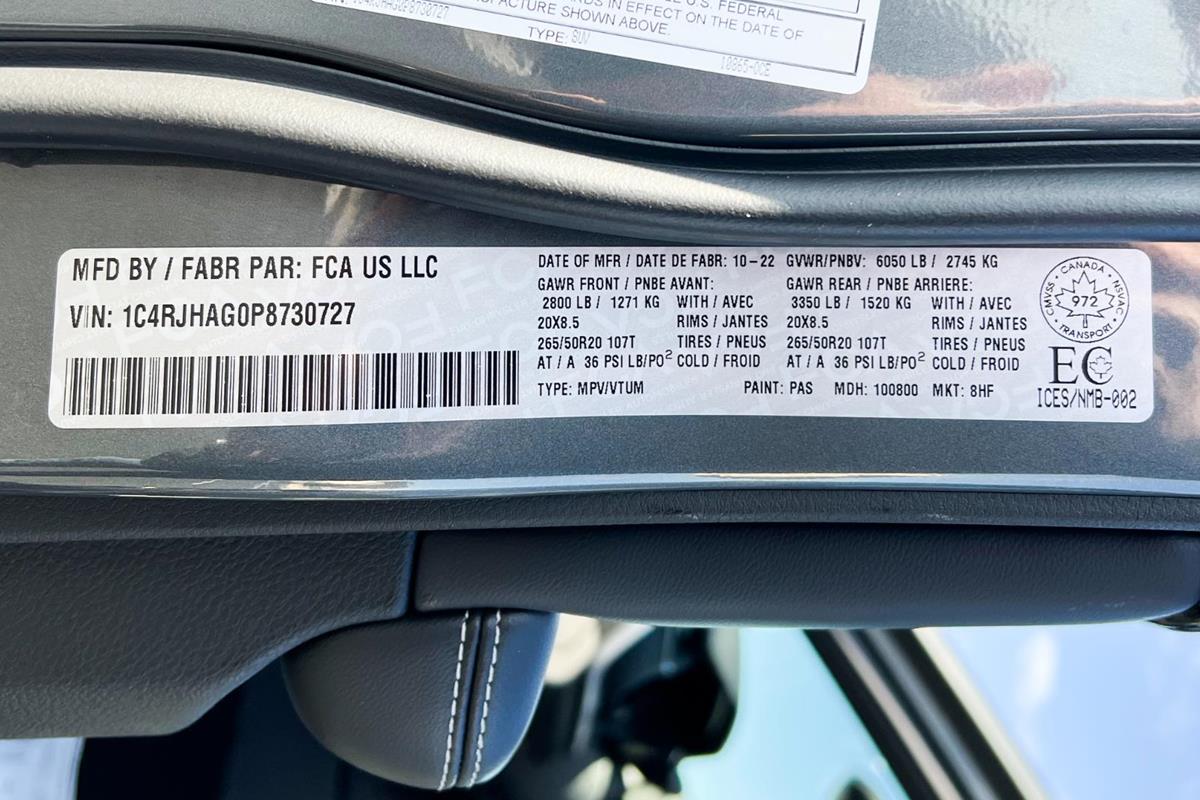 1C4RJHAG0P8730727
U.S. FEDERAL
IN EFFECT ON THE DATE OF
MANUFACTURE SHOWN ABOVE.
TYPE: SUV
10865-OCE
MFD BY / FABR PAR: FCA US LLC
VIN: 1C4RJHAG0P8730727
DATE OF MFR / DATE DE FABR: 10-22 GVWR/PNBV: 6050 LB / 2745 KG
GAWR FRONT / PNBE AVANT: GAWR REAR / PNBE ARRIERE:
2800 LB / 1271 KG WITH / AVEC 3350 LB / 1520 KG WITH / AVEC
20X8.5 RIMS / JANTES 20X8.5 RIMS / JANTES
265/50R20 107T TIRES / PNEUS 265/50R20 107T TIRES / PNEUS
AT / A 36 PSI LB/PO² COLD / FROID AT / A 36 PSI LB/PO² COLD / FROID
TYPE: MPV/VTUM PAINT: PAS MDH: 100800 MKT: 8HF
CANADA
CMVSS 972 NSVAC
TRANSPORT
EC
ICES/NMB-002